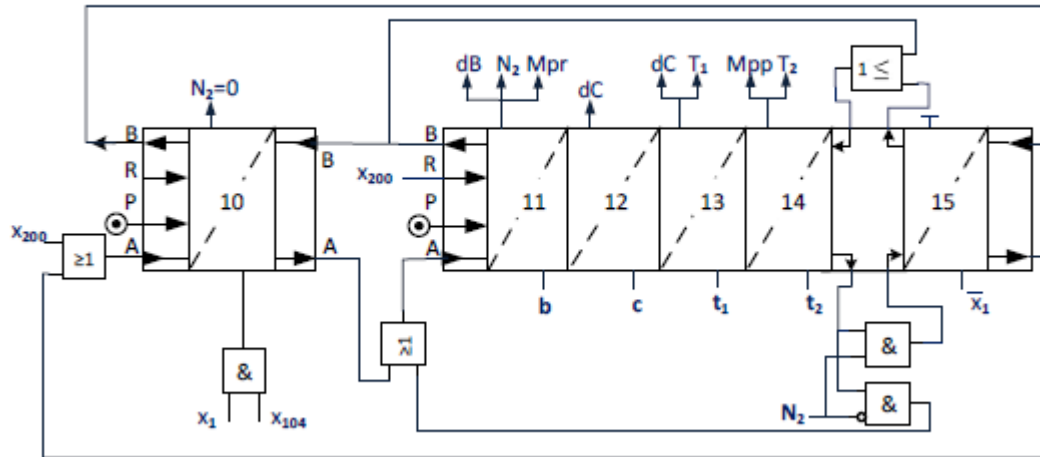 1 ≤
dB N₂ Mpr
dC T₁
Mpp T₂
N₂=0
dC
B
B
B
R
x₂₀₀
R
P
10
P
11
12
13
14
15
x₂₀₀
A
A
A
≥1
b
c
t₁
t₂
x̅₁
≥1
&
&
&
x₁
x₁₀₄
N₂